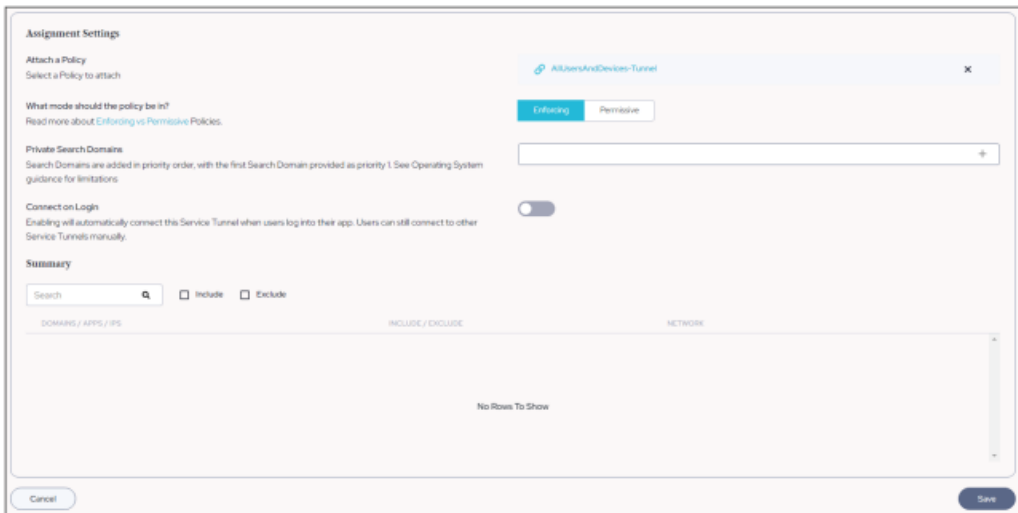 Assignment Settings
Attach a Policy
Select a Policy to attach
AllUsersAndDevices-Tunnel
What mode should the policy be in?
Read more about Enforcing vs Permissive Policies.
Enforcing
Permissive
Private Search Domains
Search Domains are added in priority order, with the first Search Domain provided as priority 1. See Operating System
guidance for limitations
Connect on Login
Enabling will automatically connect this Service Tunnel when users log into their app. Users can still connect to other
Service Tunnels manually.
Summary
Search
Include
Exclude
DOMAINS / APPS / IPS
INCLUDE / EXCLUDE
NETWORK
No Rows To Show
Cancel
Save